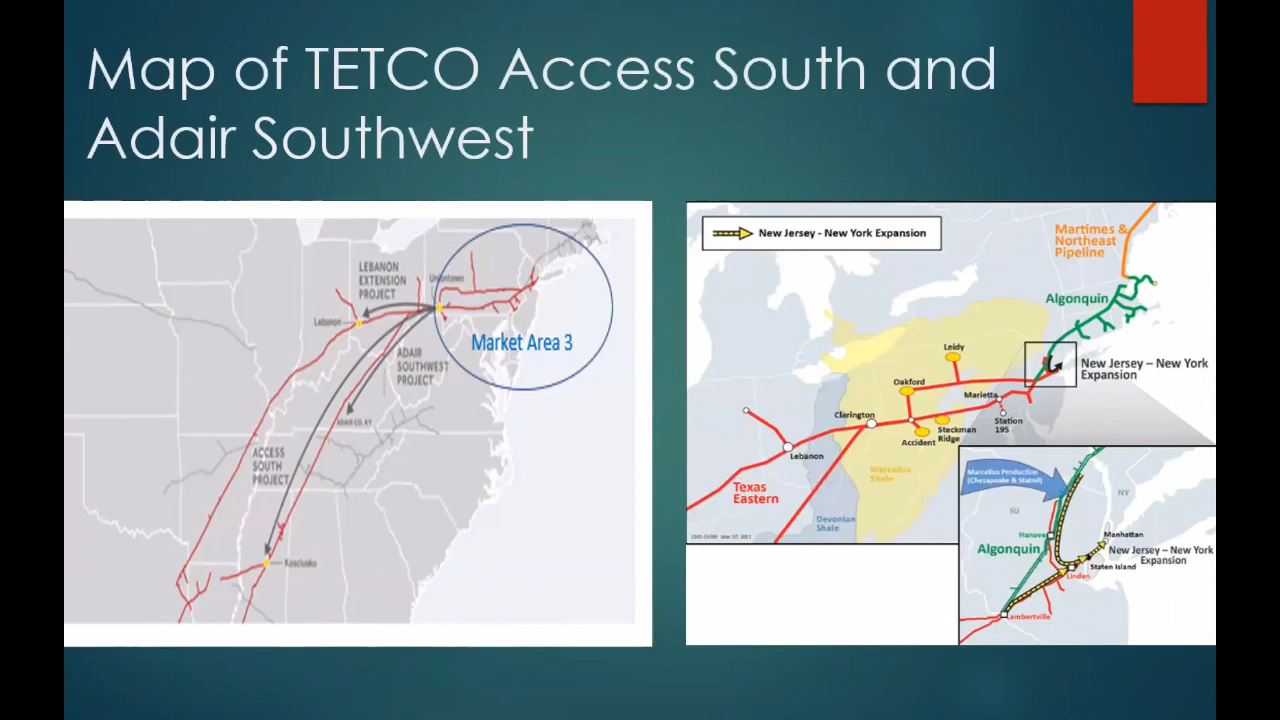 Map of TETCO Access South and
Adair Southwest
LEBANON
EXTENSION
PROJECT
Uniontown
Lebanon
Market Area 3
ADAIR
SOUTHWEST
PROJECT
ADAIR CO. KY
ACCESS
SOUTH
PROJECT
Kosciusko
New Jersey - New York Expansion
Martimes &
Northeast
Pipeline
Algonquin
New Jersey – New York
Expansion
Leidy
Oakford
Marietta
Clarington
Station
195
Steckman
Ridge
Accident
Lebanon
Marcellus
Shale
Texas
Eastern
Devonian
Shale
Marcellus Production
(Chesapeake & Statoil)
NY
NJ
Hanover
Manhattan
Algonquin
New Jersey – New York
Expansion
Staten Island
Linden
Lambertville